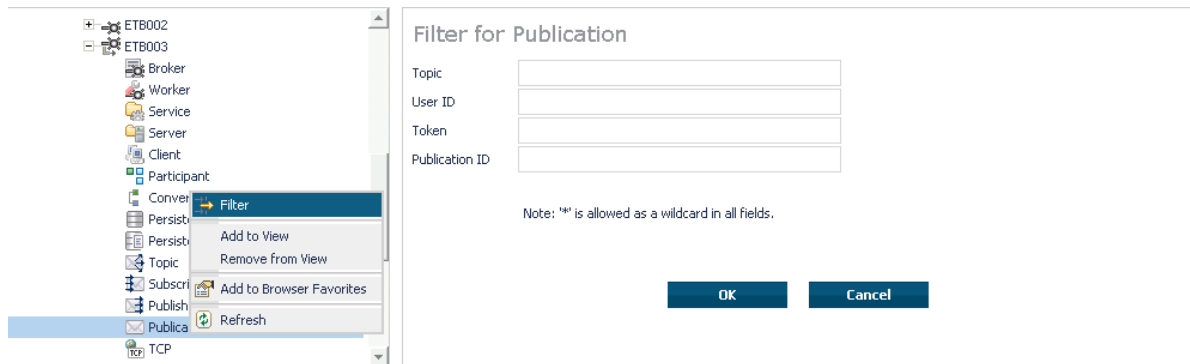 ETB002
ETB003
Broker
Worker
Service
Server
Client
Participant
Conver
Persist
Persist
Topic
Subscri
Publish
Publica
TCP
Filter
Add to View
Remove from View
Add to Browser Favorites
Refresh
Filter for Publication
Topic
User ID
Token
Publication ID
Note: '*' is allowed as a wildcard in all fields.
OK
Cancel